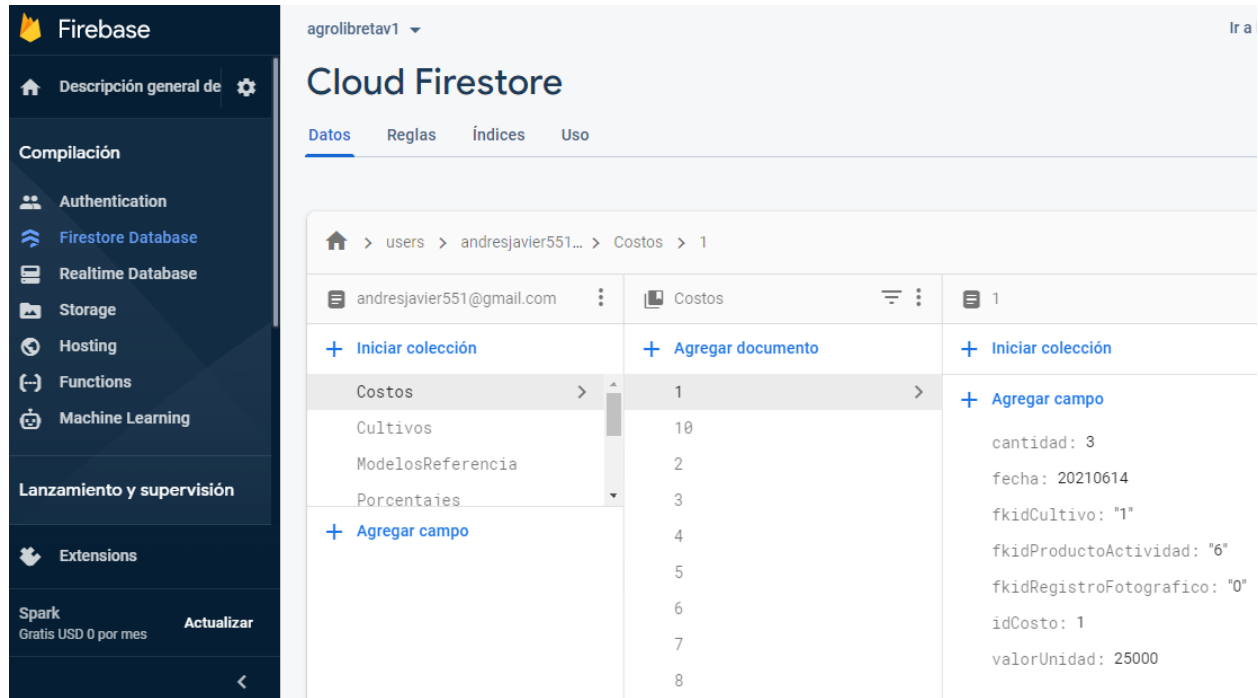 Firebase
Descripción general de
Compilación
Authentication
Firestore Database
Realtime Database
Storage
Hosting
Functions
Machine Learning
Lanzamiento y supervisión
Extensions
Spark
Gratis USD 0 por mes
Actualizar
agrolibretav1
Ir a
Cloud Firestore
Datos Reglas Índices Uso
users > andresjavier551... > Costos > 1
andresjavier551@gmail.com
Iniciar colección
Costos
Cultivos
ModelosReferencia
Porcentajes
Agregar campo
Costos
Agregar documento
1
10
2
3
4
5
6
7
8
1
Iniciar colección
Agregar campo
cantidad: 3
fecha: 20210614
fkidCultivo: "1"
fkidProductoActividad: "6"
fkidRegistroFotografico: "0"
idCosto: 1
valorUnidad: 25000